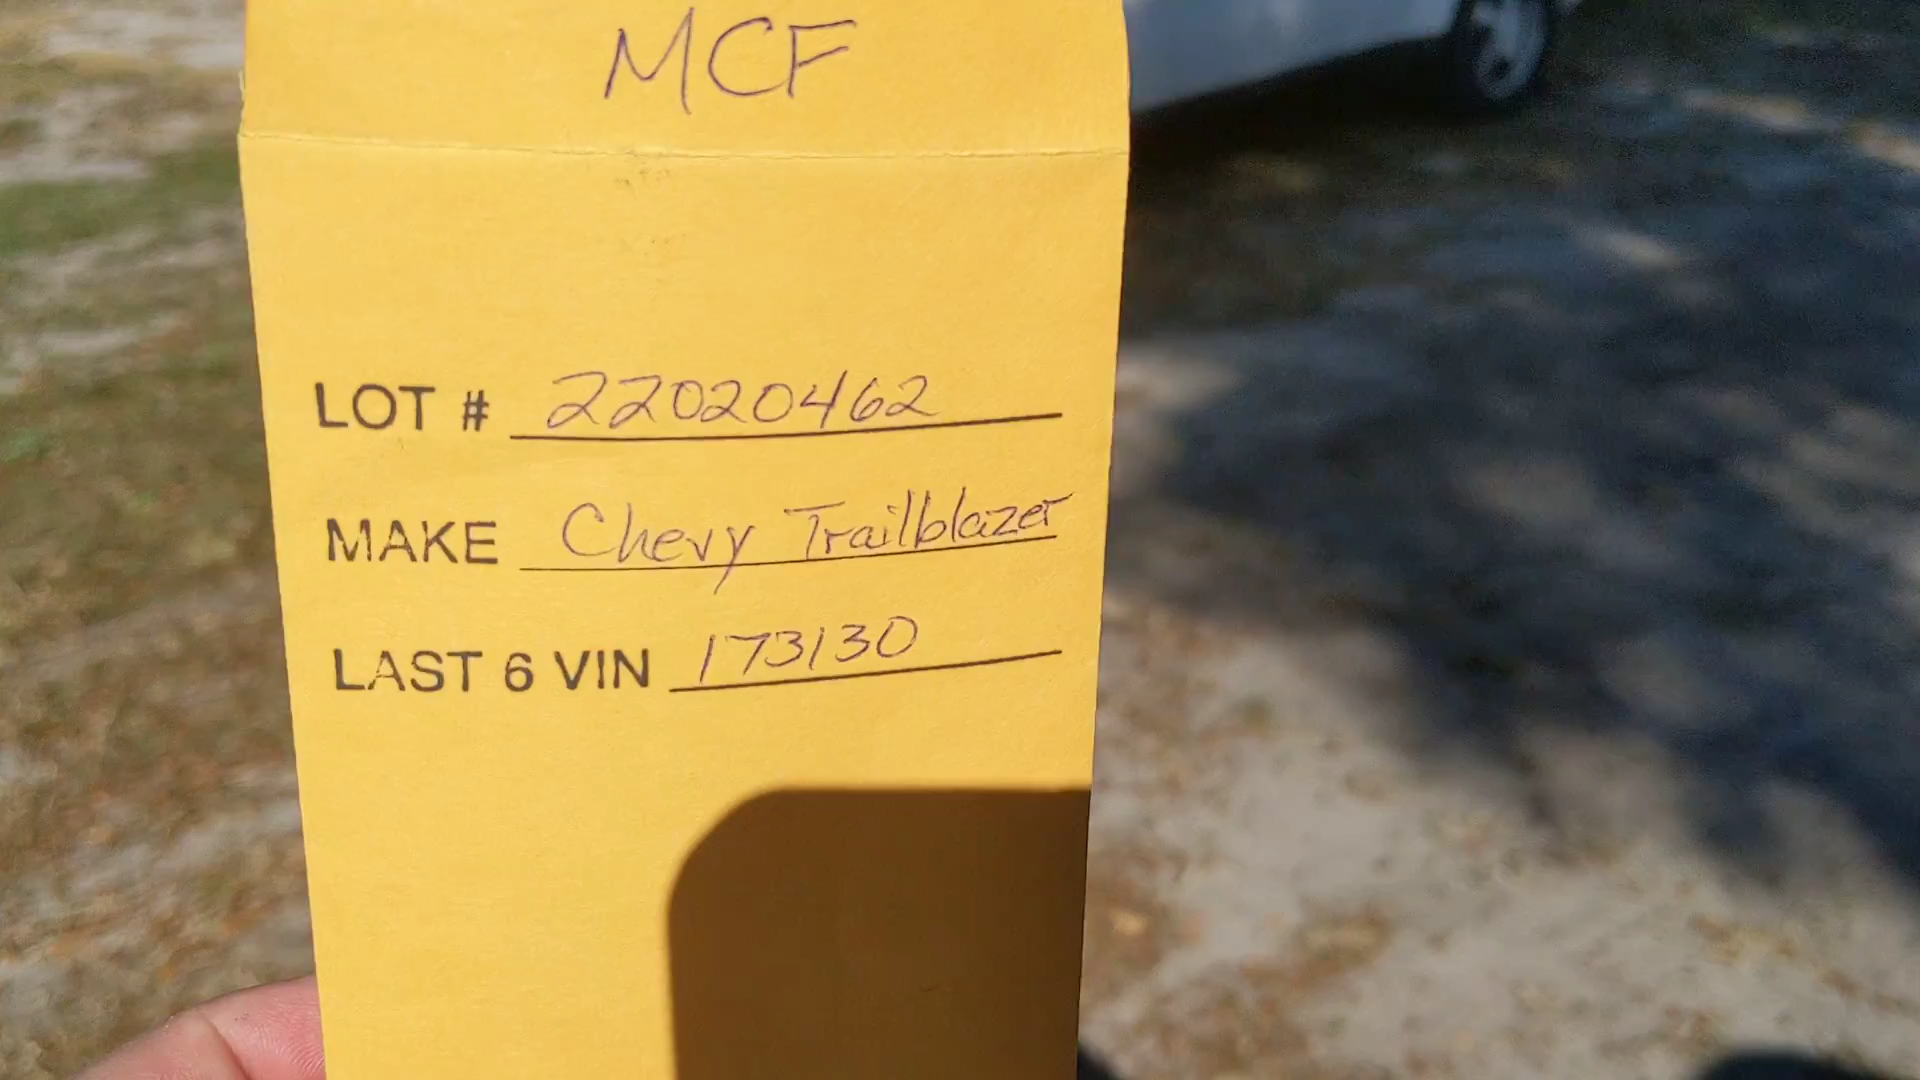 MCF
LOT # 22020462
MAKE Chevy Trailblazer
LAST 6 VIN 173130